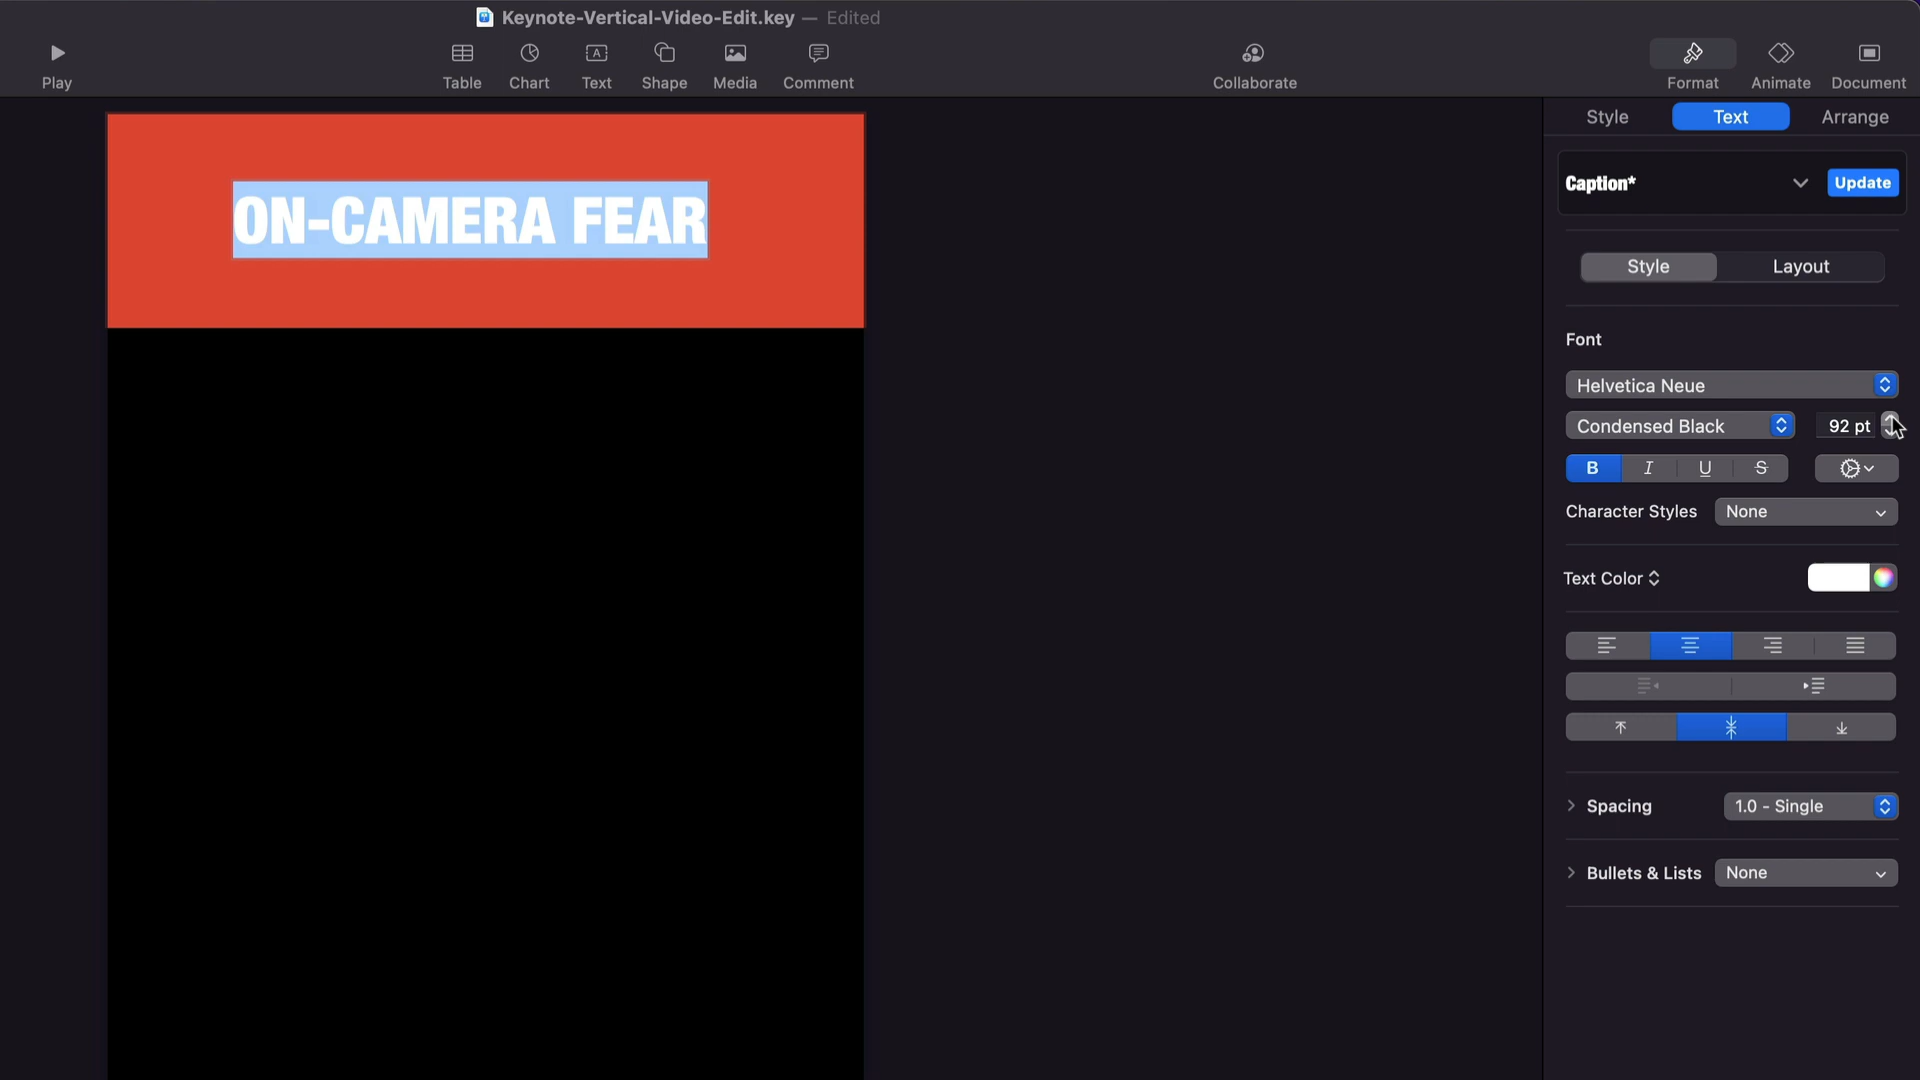 Keynote-Vertical-Video-Edit.key — Edited
Play
Table
Chart
Text
Shape
Media
Comment
Collaborate
Format
Animate
Document
Style
Text
Arrange
ON-CAMERA FEAR
Caption*
Update
Style
Layout
Font
Helvetica Neue
Condensed Black
92 pt
B I U S
Character Styles
None
Text Color
Spacing
1.0 - Single
Bullets & Lists
None